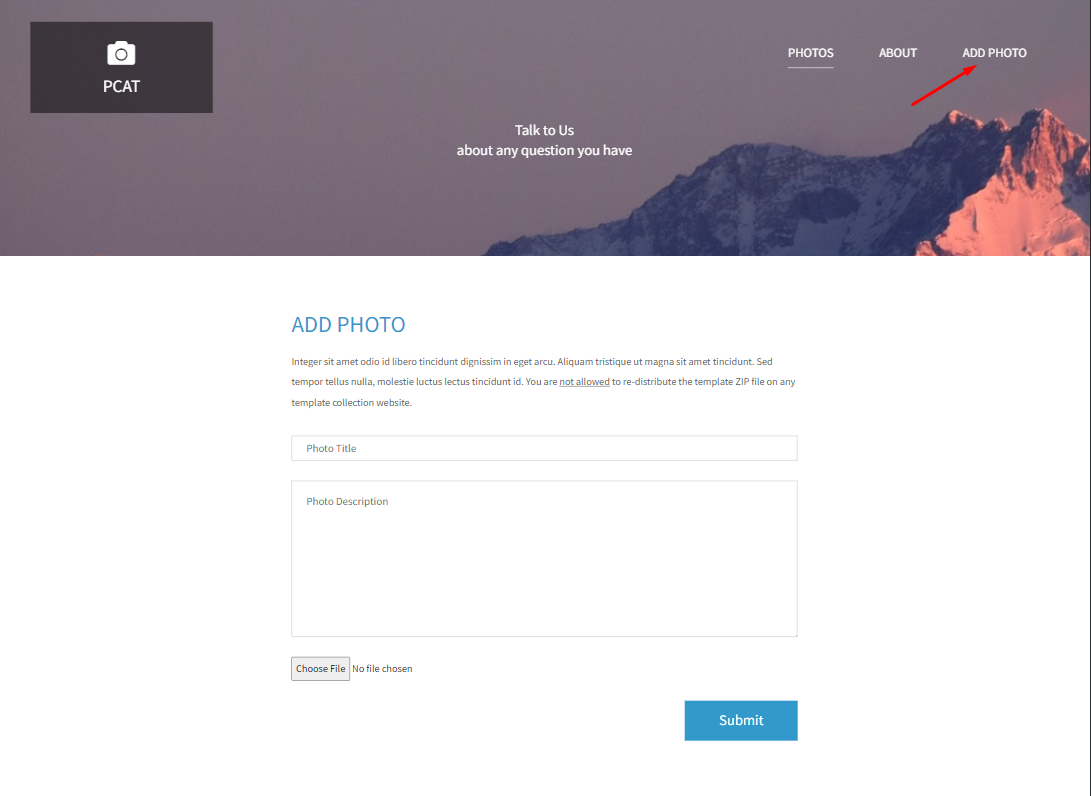 PCAT
PHOTOS
ABOUT
ADD PHOTO
Talk to Us
about any question you have
ADD PHOTO
Integer sit amet odio id libero tincidunt dignissim in eget arcu. Aliquam tristique ut magna sit amet tincidunt. Sed
tempor tellus nulla, molestie luctus lectus tincidunt id. You are not allowed to re-distribute the template ZIP file on any
template collection website.
Photo Title
Photo Description
Choose File No file chosen
Submit